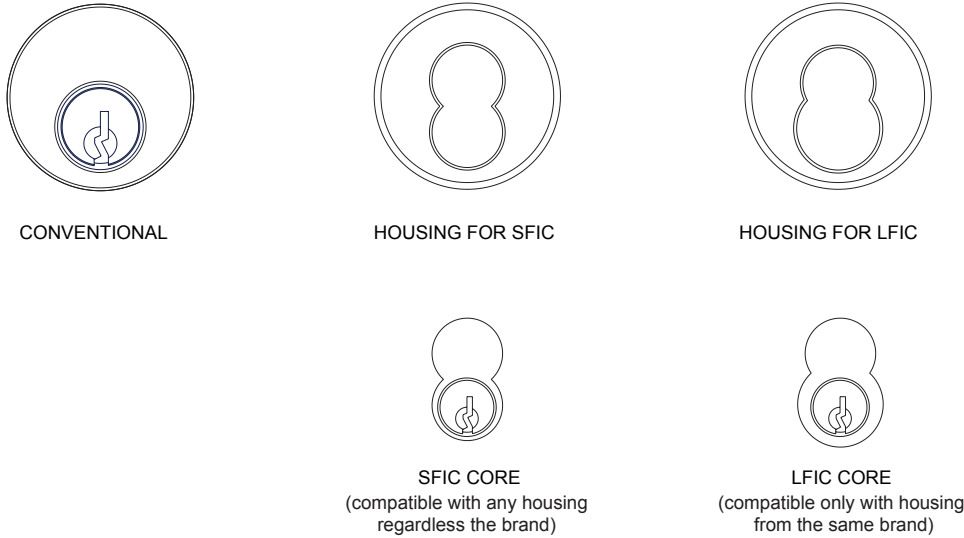 CONVENTIONAL
HOUSING FOR SFIC
HOUSING FOR LFIC
SFIC CORE
(compatible with any housing
regardless the brand)
LFIC CORE
(compatible only with housing
from the same brand)